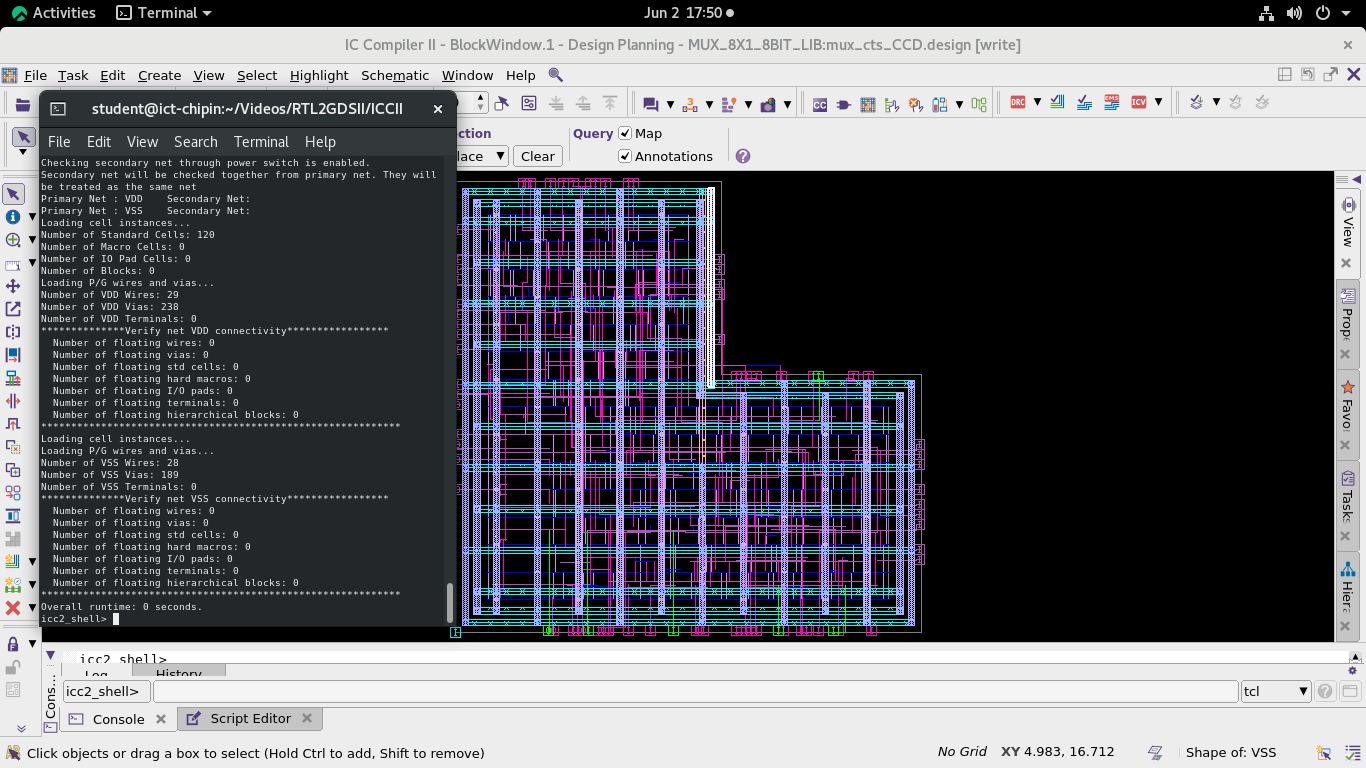 Activities
Terminal
Jun 2 17:50
IC Compiler II - BlockWindow.1 - Design Planning - MUX_8X1_8BIT_LIB:mux_cts_CCD.design [write]
File Task Edit Create View Select Highlight Schematic Window Help
student@ict-chipin:~/Videos/RTL2GDSII/ICCII
File Edit View Search Terminal Help
DRC LVS EM ICV
ction Query Map
lace Clear Annotations
Checking secondary net through power switch is enabled.
Secondary net will be checked together from primary net. They will
be treated as the same net
Primary Net : VDD Secondary Net:
Primary Net : VSS Secondary Net:
Loading cell instances...
Number of Standard Cells: 120
Number of Macro Cells: 0
Number of IO Pad Cells: 0
Number of Blocks: 0
Loading P/G wires and vias...
Number of VDD Wires: 29
Number of VDD Vias: 238
Number of VDD Terminals: 0
**************Verify net VDD connectivity*****************
Number of floating wires: 0
Number of floating vias: 0
Number of floating std cells: 0
Number of floating hard macros: 0
Number of floating I/O pads: 0
Number of floating terminals: 0
Number of floating hierarchical blocks: 0
************************************************************
Loading cell instances...
Loading P/G wires and vias...
Number of VSS Wires: 28
Number of VSS Vias: 189
Number of VSS Terminals: 0
**************Verify net VSS connectivity*****************
Number of floating wires: 0
Number of floating vias: 0
Number of floating std cells: 0
Number of floating hard macros: 0
Number of floating I/O pads: 0
Number of floating terminals: 0
Number of floating hierarchical blocks: 0
************************************************************
Overall runtime: 0 seconds.
icc2_shell>
View
Prope
Favo
Tasks
Hiera
icc2_shell>
Log History
Cons...
icc2_shell> tcl
Console Script Editor
Click objects or drag a box to select (Hold Ctrl to add, Shift to remove) No Grid XY 4.983, 16.712 Shape of: VSS